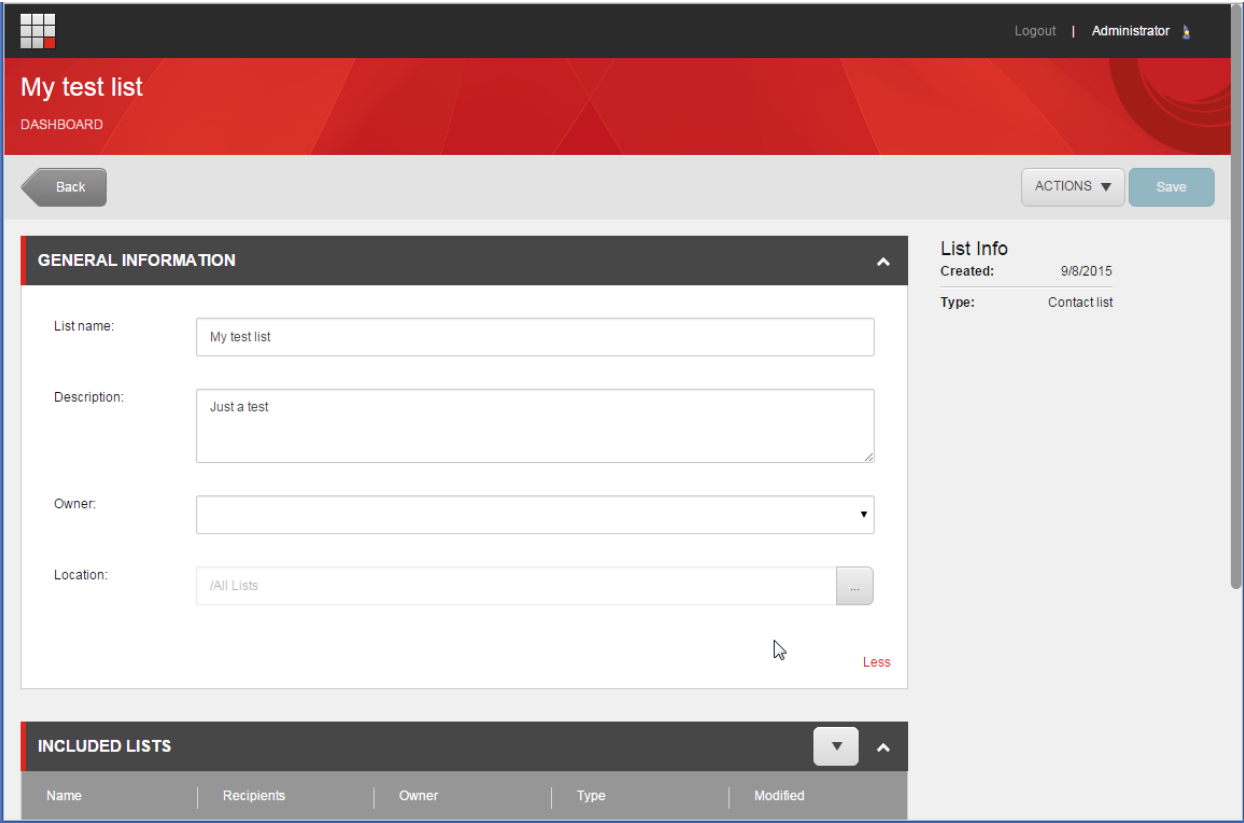 Logout | Administrator
My test list
DASHBOARD
Back
ACTIONS ▼
Save
GENERAL INFORMATION
List name:
My test list
Description:
Just a test
Owner:
Location:
/All Lists
...
Less
List Info
Created: 9/8/2015
Type: Contact list
INCLUDED LISTS
Name Recipients Owner Type Modified